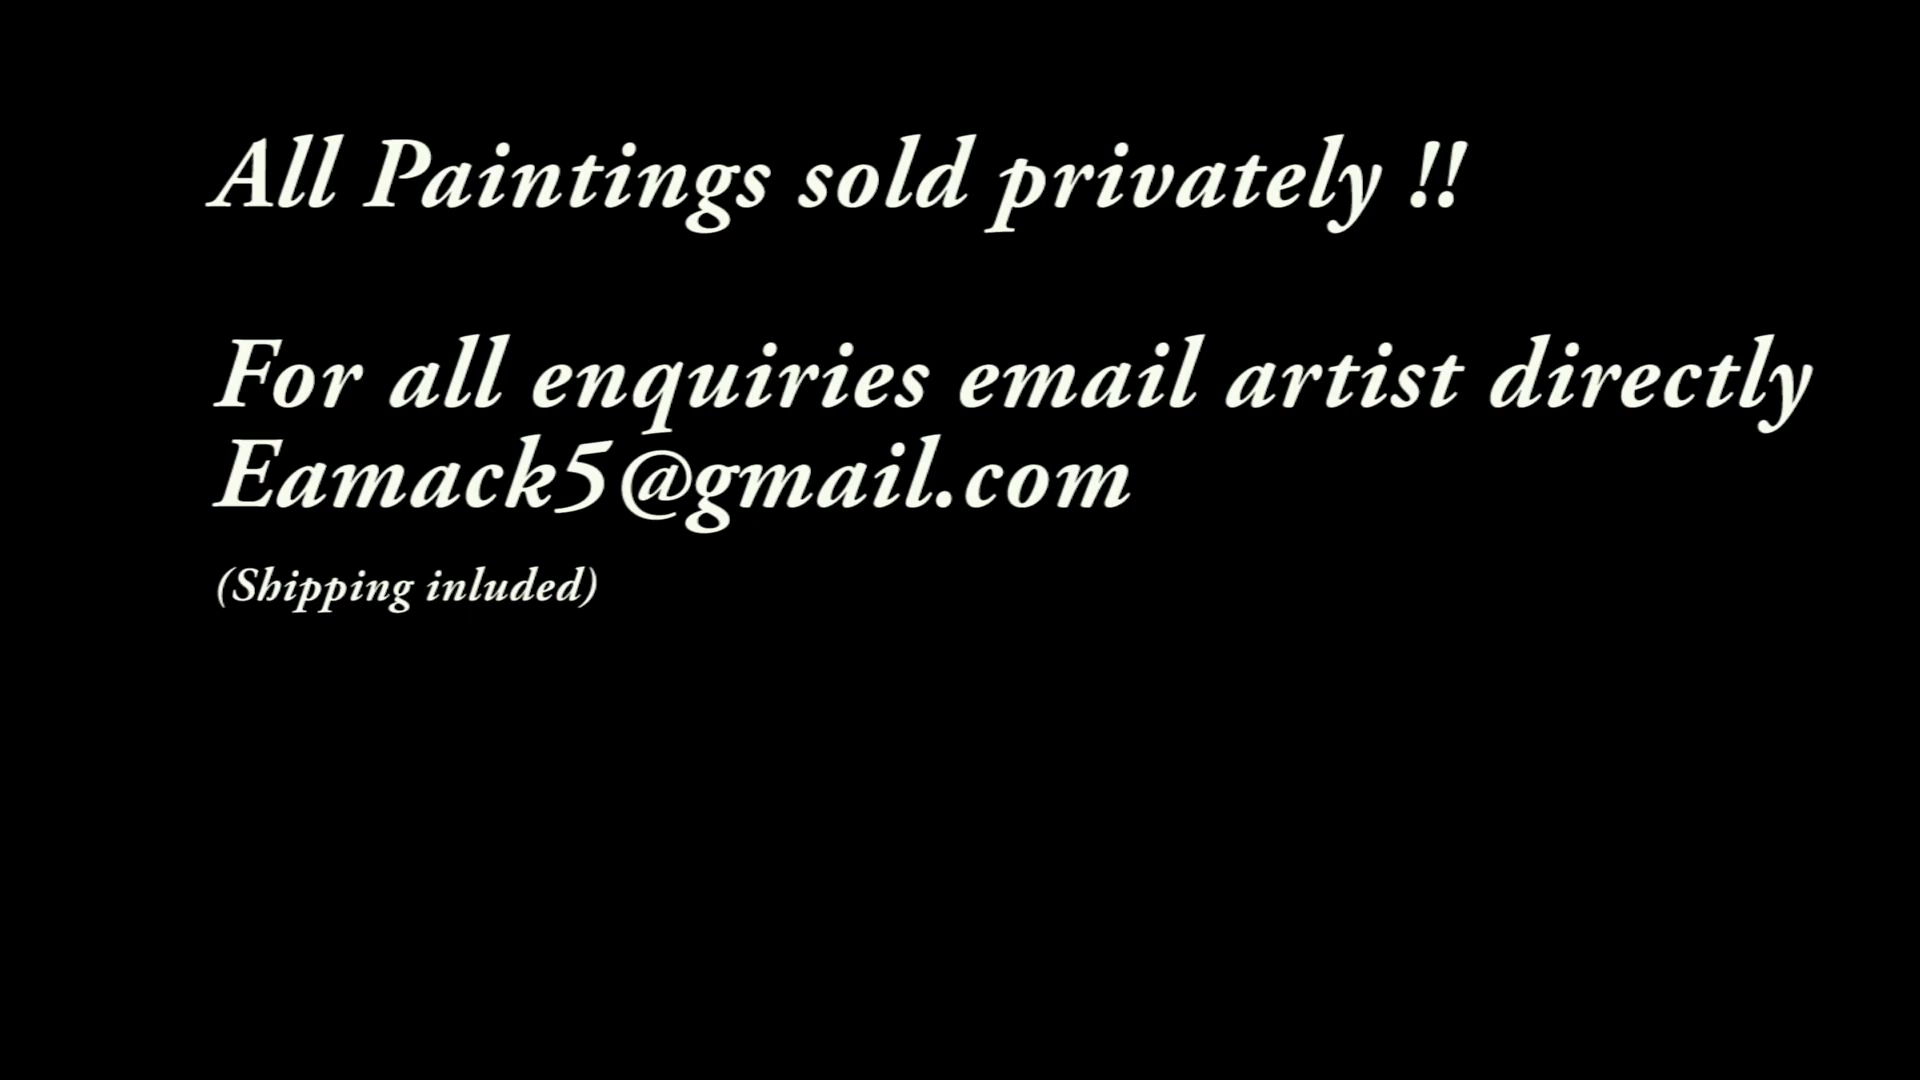 All Paintings sold privately !!
For all enquiries email artist directly
Eamack5@gmail.com
(Shipping inluded)